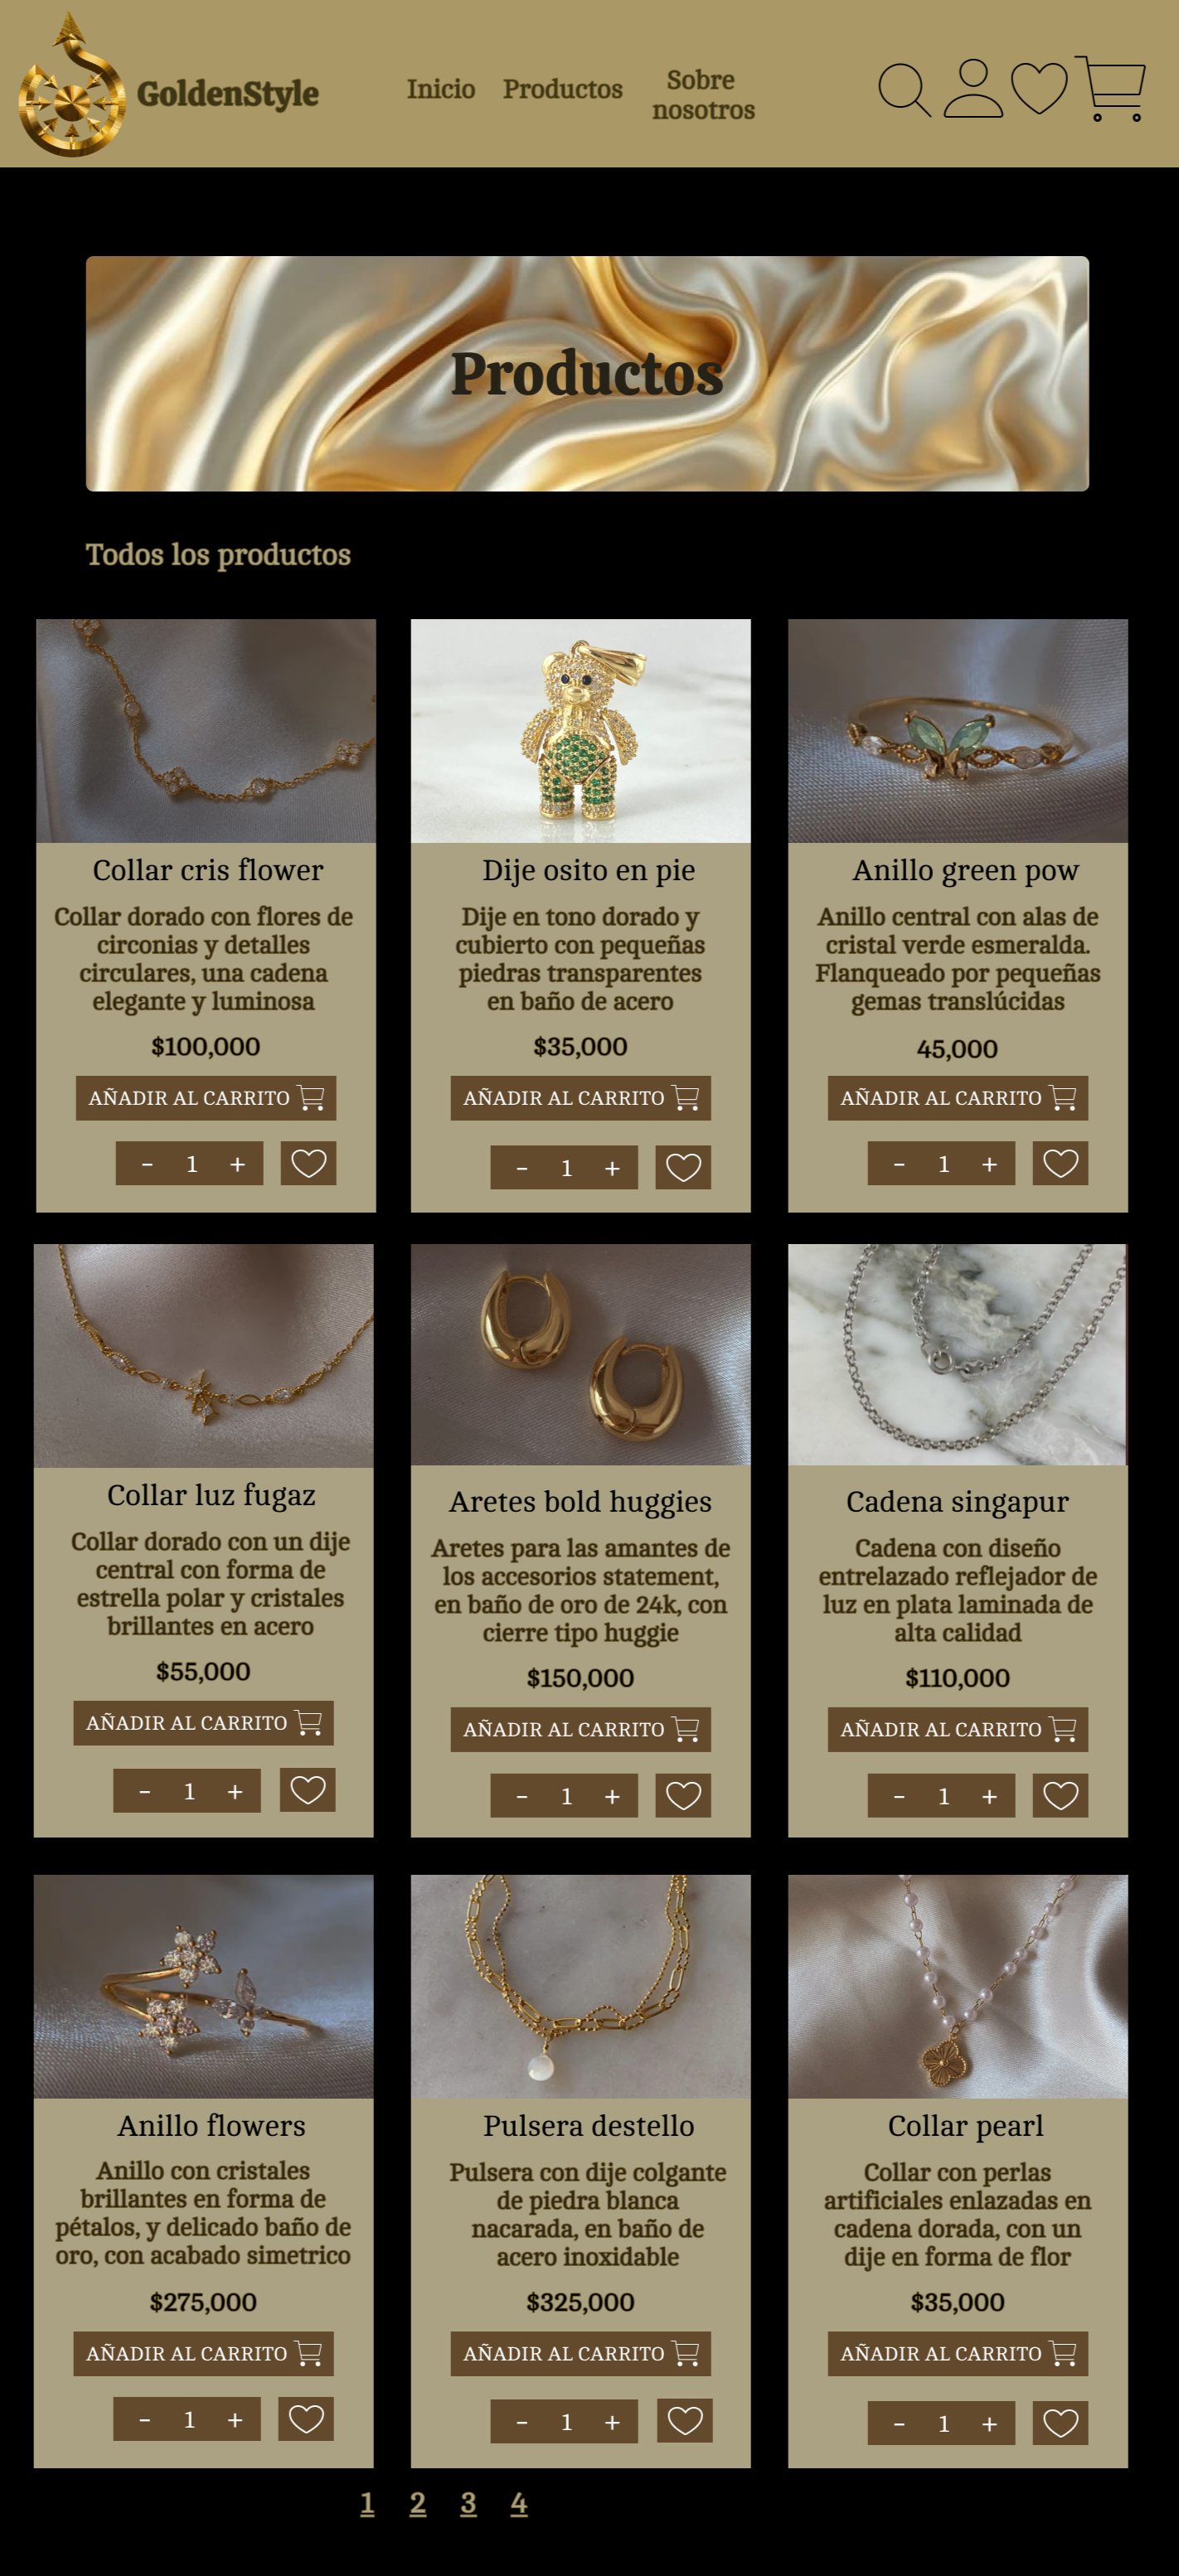 GoldenStyle
Inicio
Productos
Sobre
nosotros
Productos
Todos los productos
Collar cris flower
Collar dorado con flores de
circonias y detalles
circulares, una cadena
elegante y luminosa
$100,000
AÑADIR AL CARRITO
- 1 +
Dije osito en pie
Dije en tono dorado y
cubierto con pequeñas
piedras transparentes
en baño de acero
$35,000
AÑADIR AL CARRITO
- 1 +
Anillo green pow
Anillo central con alas de
cristal verde esmeralda.
Flanqueado por pequeñas
gemas translúcidas
45,000
AÑADIR AL CARRITO
- 1 +
Collar luz fugaz
Collar dorado con un dije
central con forma de
estrella polar y cristales
brillantes en acero
$55,000
AÑADIR AL CARRITO
- 1 +
Aretes bold huggies
Aretes para las amantes de
los accesorios statement,
en baño de oro de 24k, con
cierre tipo huggie
$150,000
AÑADIR AL CARRITO
- 1 +
Cadena singapur
Cadena con diseño
entrelazado reflejador de
luz en plata laminada de
alta calidad
$110,000
AÑADIR AL CARRITO
- 1 +
Anillo flowers
Anillo con cristales
brillantes en forma de
pétalos, y delicado baño de
oro, con acabado simetrico
$275,000
AÑADIR AL CARRITO
- 1 +
Pulsera destello
Pulsera con dije colgante
de piedra blanca
nacarada, en baño de
acero inoxidable
$325,000
AÑADIR AL CARRITO
- 1 +
Collar pearl
Collar con perlas
artificiales enlazadas en
cadena dorada, con un
dije en forma de flor
$35,000
AÑADIR AL CARRITO
- 1 +
1 2 3 4